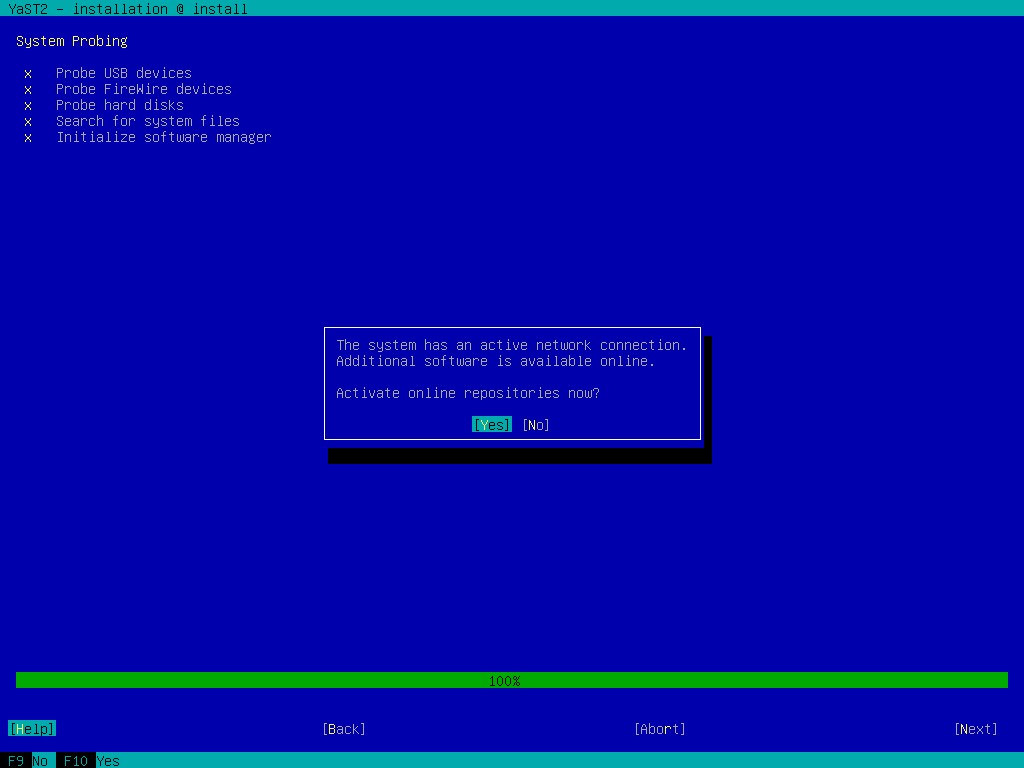 YaST2 - installation @ install
System Probing
x Probe USB devices
x Probe FireWire devices
x Probe hard disks
x Search for system files
x Initialize software manager
The system has an active network connection.
Additional software is available online.
Activate online repositories now?
[Yes] [No]
100%
[Help] [Back] [Abort] [Next]
F9 No F10 Yes